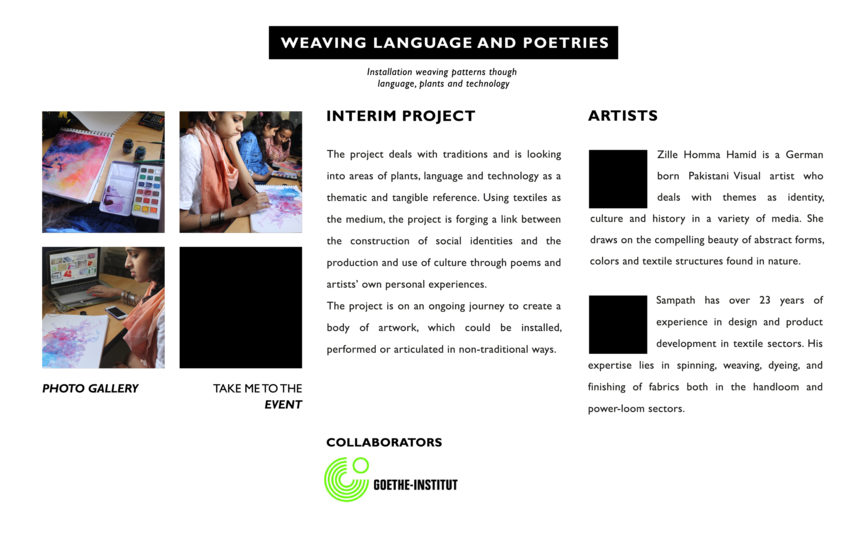 WEAVING LANGUAGE AND POETRIES
Installation weaving patterns though
language, plants and technology
PHOTO GALLERY
TAKE ME TO THE
EVENT
INTERIM PROJECT
The project deals with traditions and is looking
into areas of plants, language and technology as a
thematic and tangible reference. Using textiles as
the medium, the project is forging a link between
the construction of social identities and the
production and use of culture through poems and
artists' own personal experiences.
The project is on an ongoing journey to create a
body of artwork, which could be installed,
performed or articulated in non-traditional ways.
COLLABORATORS
GOETHE-INSTITUT
ARTISTS
Zille Homma Hamid is a German
born Pakistani Visual artist who
deals with themes as identity,
culture and history in a variety of media. She
draws on the compelling beauty of abstract forms,
colors and textile structures found in nature.
Sampath has over 23 years of
experience in design and product
development in textile sectors. His
expertise lies in spinning, weaving, dyeing, and
finishing of fabrics both in the handloom and
power-loom sectors.